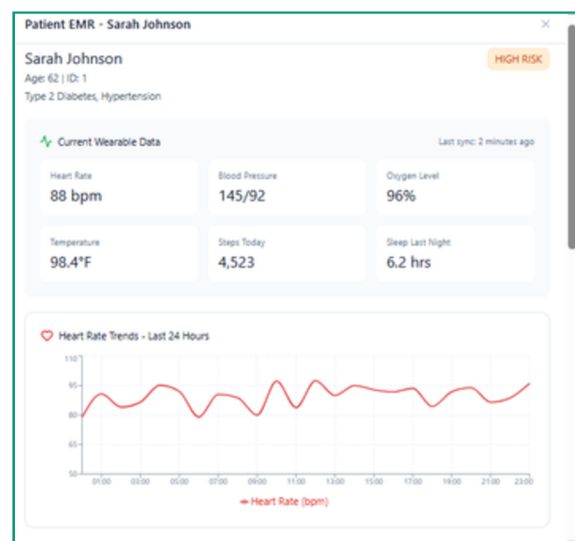 Patient EMR - Sarah Johnson ×
Sarah Johnson HIGH RISK
Age: 62 | ID: 1
Type 2 Diabetes, Hypertension
Current Wearable Data Last sync: 2 minutes ago
Heart Rate Blood Pressure Oxygen Level
88 bpm 145/92 96%
Temperature Steps Today Sleep Last Night
98.4°F 4,523 6.2 hrs
Heart Rate Trends - Last 24 Hours
110
95
80
65
50
01:00 03:00 05:00 07:00 09:00 11:00 13:00 15:00 17:00 19:00 21:00 23:00
Heart Rate (bpm)